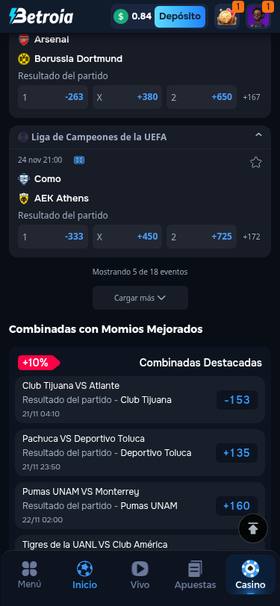 Betroia
$ 0.84 Depósito
1
1
Arsenal
Borussia Dortmund
Resultado del partido
1 -263 X +380 2 +650 +167
Liga de Campeones de la UEFA
24 nov 21:00
Como
AEK Athens
Resultado del partido
1 -333 X +450 2 +725 +172
Mostrando 5 de 18 eventos
Cargar más
Combinadas con Momios Mejorados
+10% Combinadas Destacadas
Club Tijuana VS Atlante
Resultado del partido - Club Tijuana -153
21/11 04:10
Pachuca VS Deportivo Toluca
Resultado del partido - Deportivo Toluca +135
21/11 23:50
Pumas UNAM VS Monterrey
Resultado del partido - Pumas UNAM +160
22/11 02:00
Tigres de la UANL VS Club América
Menú Inicio Vivo Apuestas Casino